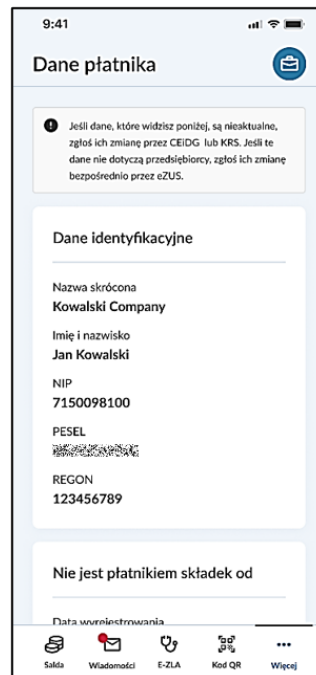 9:41
Dane płatnika
Jeśli dane, które widzisz poniżej, są nieaktualne,
zgłoś ich zmianę przez CEiDG lub KRS. Jeśli te
dane nie dotyczą przedsiębiorcy, zgłoś ich zmianę
bezpośrednio przez eZUS.
Dane identyfikacyjne
Nazwa skrócona
Kowalski Company
Imię i nazwisko
Jan Kowalski
NIP
7150098100
PESEL
REGON
123456789
Nie jest płatnikiem składek od
Data wyrejestrowania
Salda Wiadomości E-ZLA Kod QR Więcej